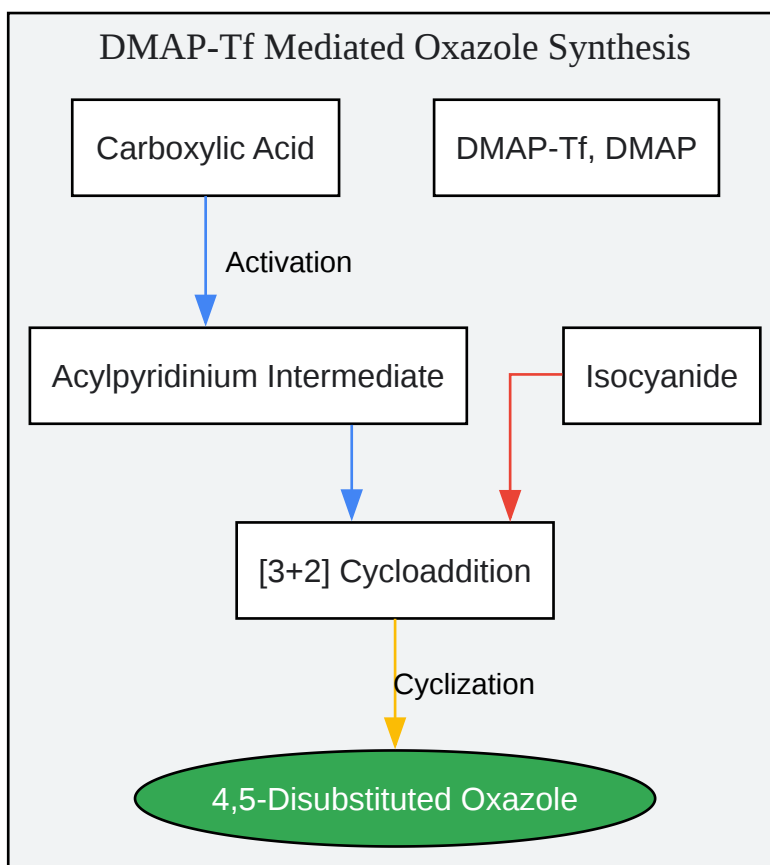 DMAP-Tf Mediated Oxazole Synthesis
Carboxylic Acid
DMAP-Tf, DMAP
Activation
Acylpyridinium Intermediate
Isocyanide
[3+2] Cycloaddition
Cyclization
4,5-Disubstituted Oxazole